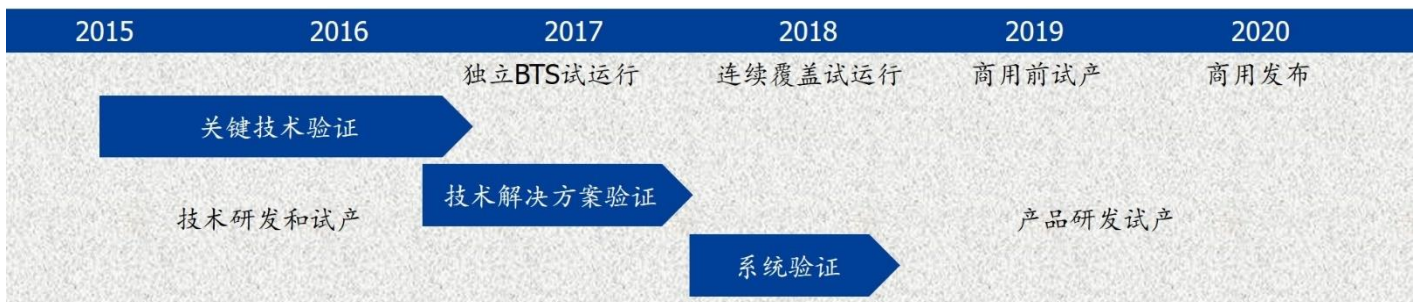 2015 2016 2017 2018 2019 2020
独立BTS试运行 连续覆盖试运行 商用前试产 商用发布
关键技术验证
技术解决方案验证
技术研发和试产 产品研发试产
系统验证